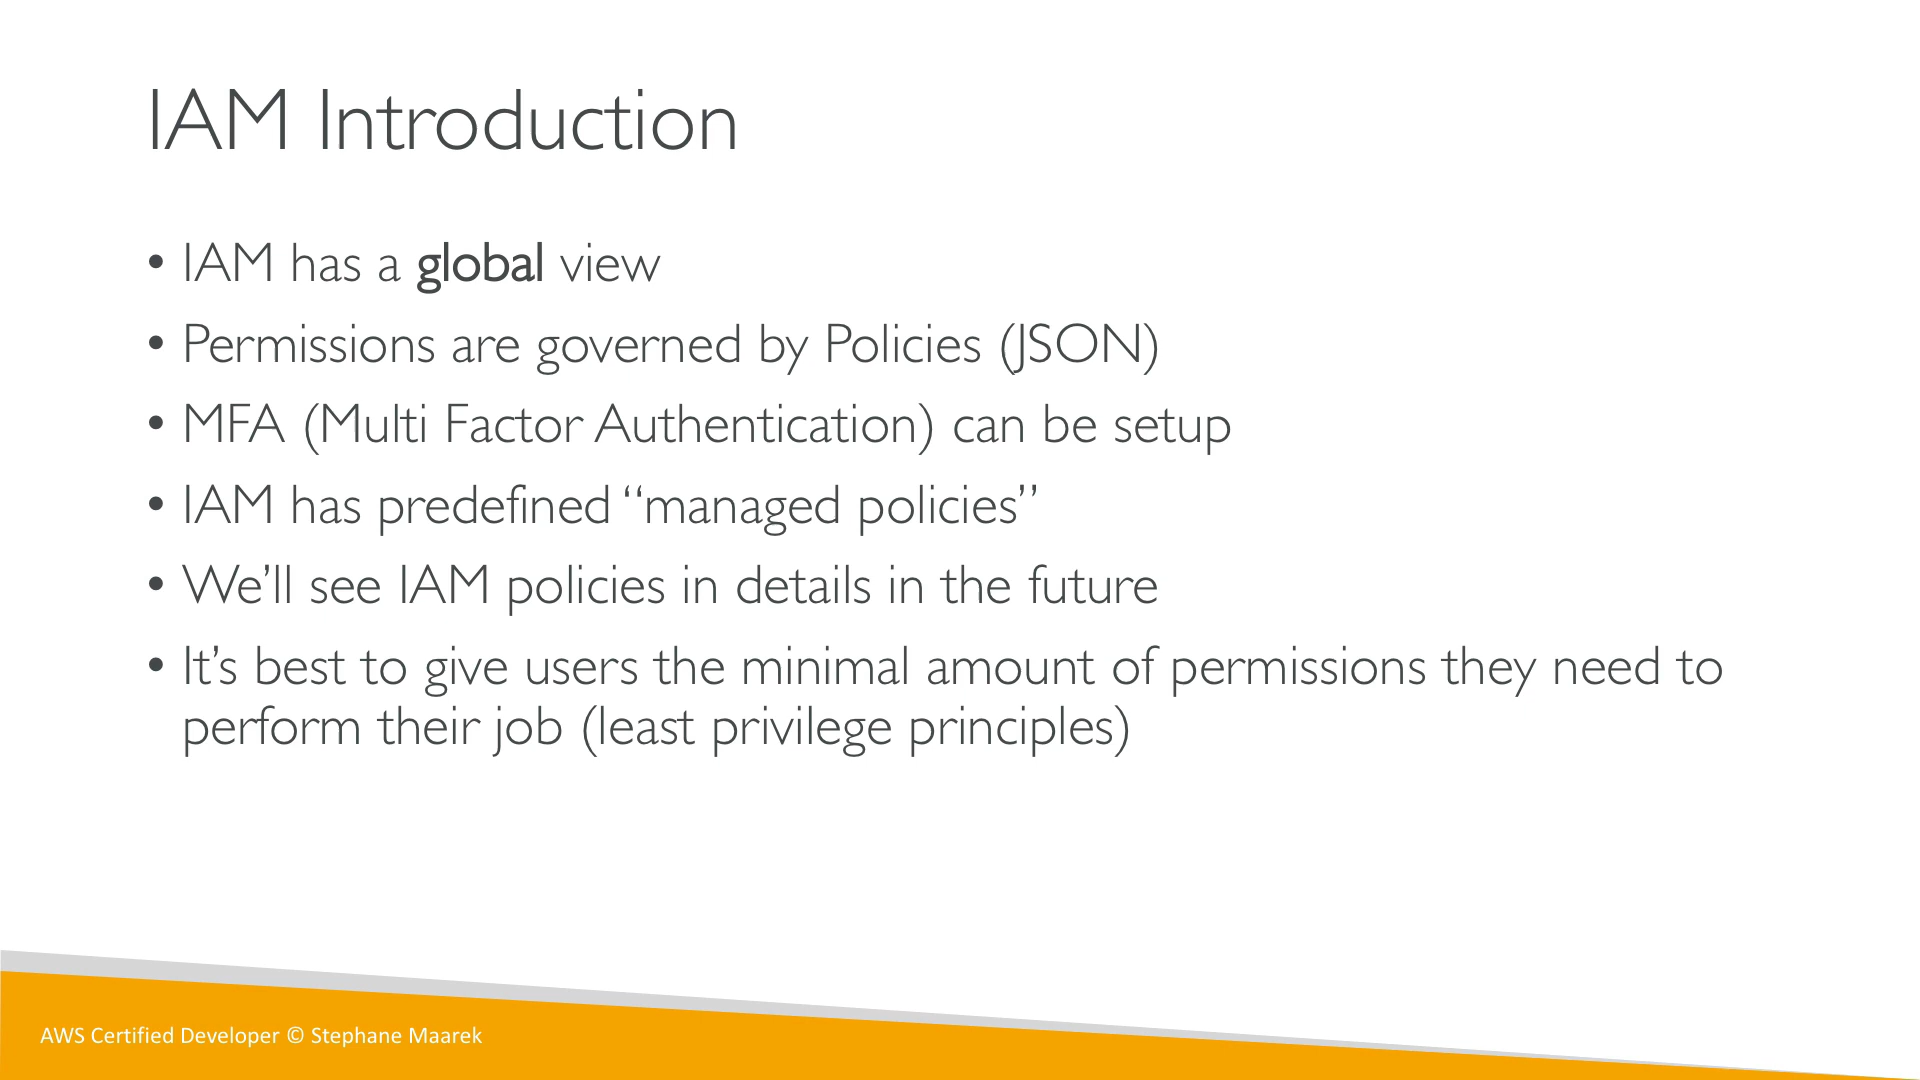 IAM Introduction
• IAM has a global view
• Permissions are governed by Policies (JSON)
• MFA (Multi Factor Authentication) can be setup
• IAM has predefined “managed policies”
• We’ll see IAM policies in details in the future
• It’s best to give users the minimal amount of permissions they need to
perform their job (least privilege principles)
AWS Certified Developer © Stephane Maarek